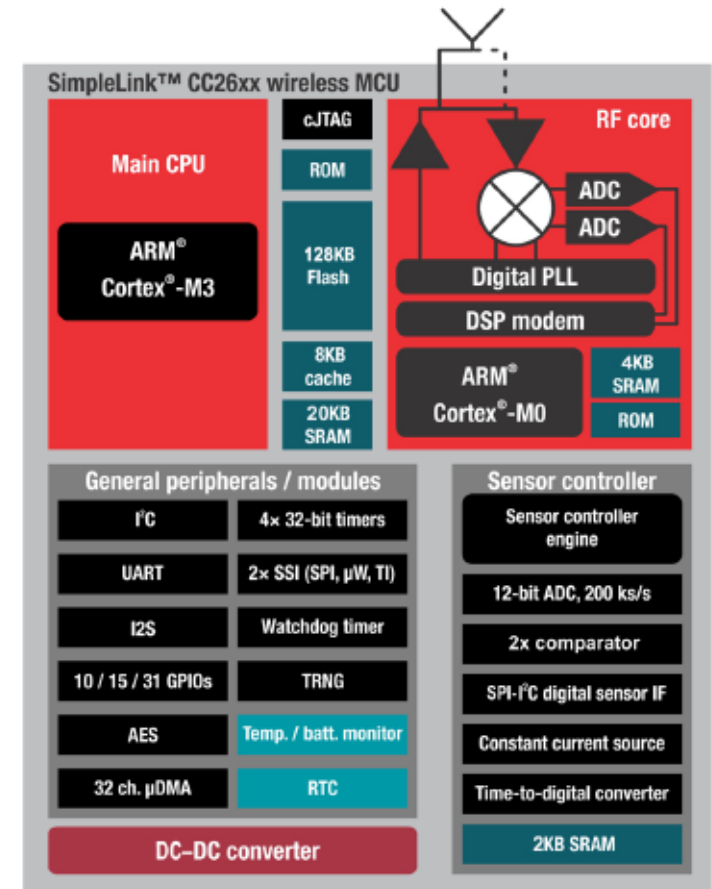 SimpleLink™ CC26xx wireless MCU
Main CPU
ARM®
Cortex®-M3
cJTAG
ROM
128KB
Flash
8KB
cache
20KB
SRAM
RF core
ADC
ADC
Digital PLL
DSP modem
ARM®
Cortex®-M0
4KB
SRAM
ROM
General peripherals / modules
I²C
4× 32-bit timers
UART
2× SSI (SPI, µW, TI)
I2S
Watchdog timer
10 / 15 / 31 GPIOs
TRNG
AES
Temp. / batt. monitor
32 ch. µDMA
RTC
DC–DC converter
Sensor controller
Sensor controller
engine
12-bit ADC, 200 ks/s
2x comparator
SPI-I²C digital sensor IF
Constant current source
Time-to-digital converter
2KB SRAM